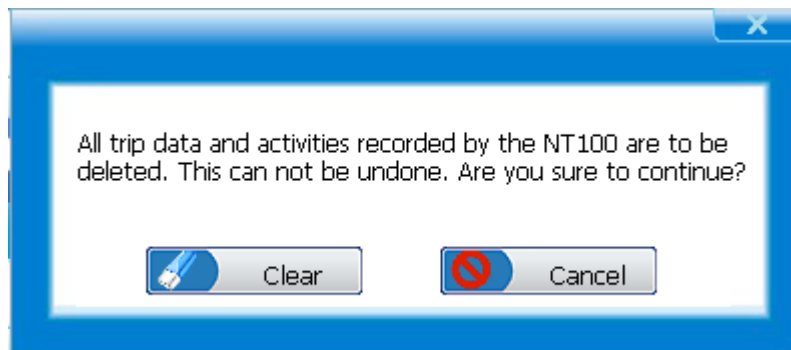 All trip data and activities recorded by the NT100 are to be
deleted. This can not be undone. Are you sure to continue?
Clear
Cancel